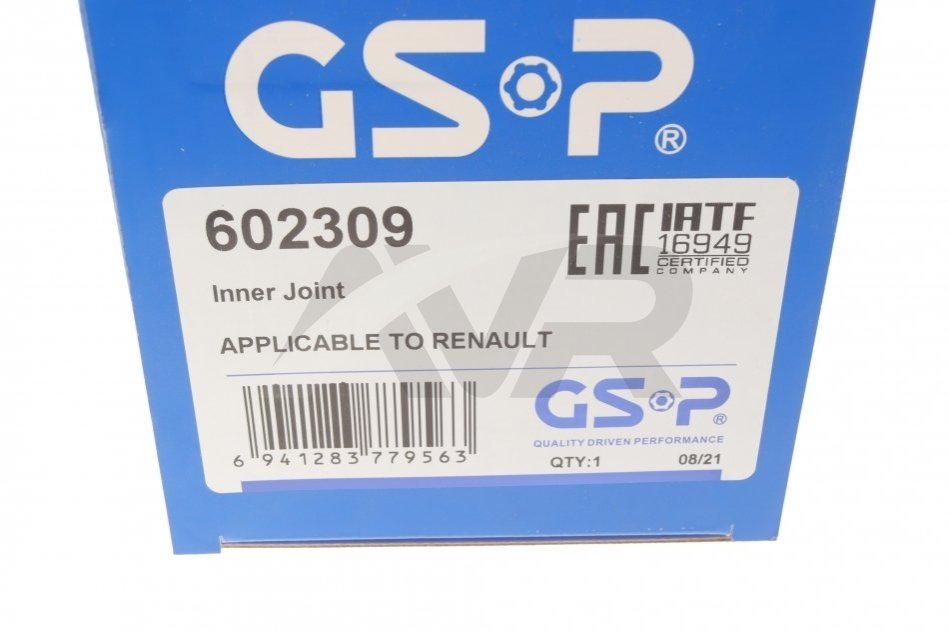 GSP®
602309
EAC
IATF
16949
CERTIFIED
COMPANY
Inner Joint
iVR
APPLICABLE TO RENAULT
GSP®
QUALITY DRIVEN PERFORMANCE
6 941283 779563
QTY:1 08/21